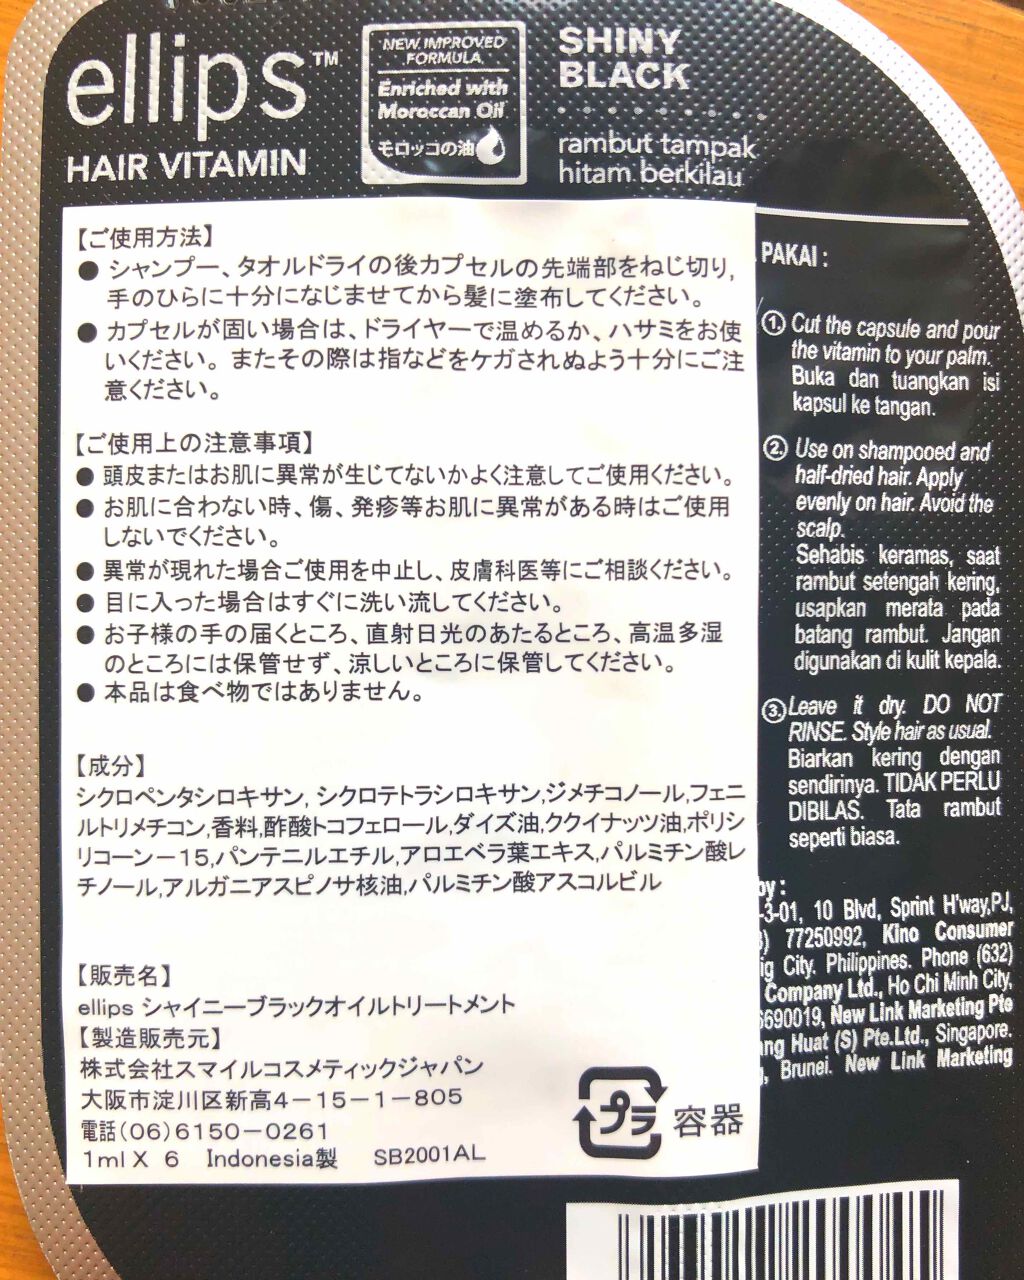 ellips™
HAIR VITAMIN
NEW IMPROVED
FORMULA
Enriched with
Moroccan Oil
モロッコの油
SHINY
BLACK
rambut tampak
hitam berkilau
【ご使用方法】
● シャンプー、タオルドライの後カプセルの先端部をねじ切り,
手のひらに十分になじませてから髪に塗布してください。
● カプセルが固い場合は、ドライヤーで温めるか、ハサミをお使
いください。またその際は指などをケガされぬよう十分にご注
意ください。
【ご使用上の注意事項】
● 頭皮またはお肌に異常が生じてないかよく注意してご使用ください。
● お肌に合わない時、傷、発疹等お肌に異常がある時はご使用
しないでください。
● 異常が現れた場合ご使用を中止し、皮膚科医等にご相談ください。
● 目に入った場合はすぐに洗い流してください。
● お子様の手の届くところ、直射日光のあたるところ、高温多湿
のところには保管せず、涼しいところに保管してください。
● 本品は食べ物ではありません。
【成分】
シクロペンタシロキサン, シクロテトラシロキサン,ジメチコノール,フェニ
ルトリメチコン,香料,酢酸トコフェロール,ダイズ油,ククイナッツ油,ポリシ
リコーン−15,パンテニルエチル,アロエベラ葉エキス,パルミチン酸レ
チノール,アルガニアスピノサ核油,パルミチン酸アスコルビル
【販売名】
ellips シャイニーブラックオイルトリートメント
【製造販売元】
株式会社スマイルコスメティックジャパン
大阪市淀川区新高4−15−1−805
電話(06)6150−0261
1ml X 6 Indonesia製 SB2001AL
プラ 容器
PAKAI :
1. Cut the capsule and pour
the vitamin to your palm.
Buka dan tuangkan isi
kapsul ke tangan.
2. Use on shampooed and
half-dried hair. Apply
evenly on hair. Avoid the
scalp.
Sehabis keramas, saat
rambut setengah kering,
usapkan merata pada
batang rambut. Jangan
digunakan di kulit kepala.
3. Leave it dry. DO NOT
RINSE. Style hair as usual.
Biarkan kering dengan
sendirinya. TIDAK PERLU
DIBILAS. Tata rambut
seperti biasa.
by :
-3-01, 10 Blvd, Sprint H'way,PJ,
77250992, Kino Consumer
City. Philippines. Phone (632)
Company Ltd., Ho Chi Minh City,
6690019, New Link Marketing Pte
Huat (S) Pte.Ltd., Singapore.
, Brunei. New Link Marketing